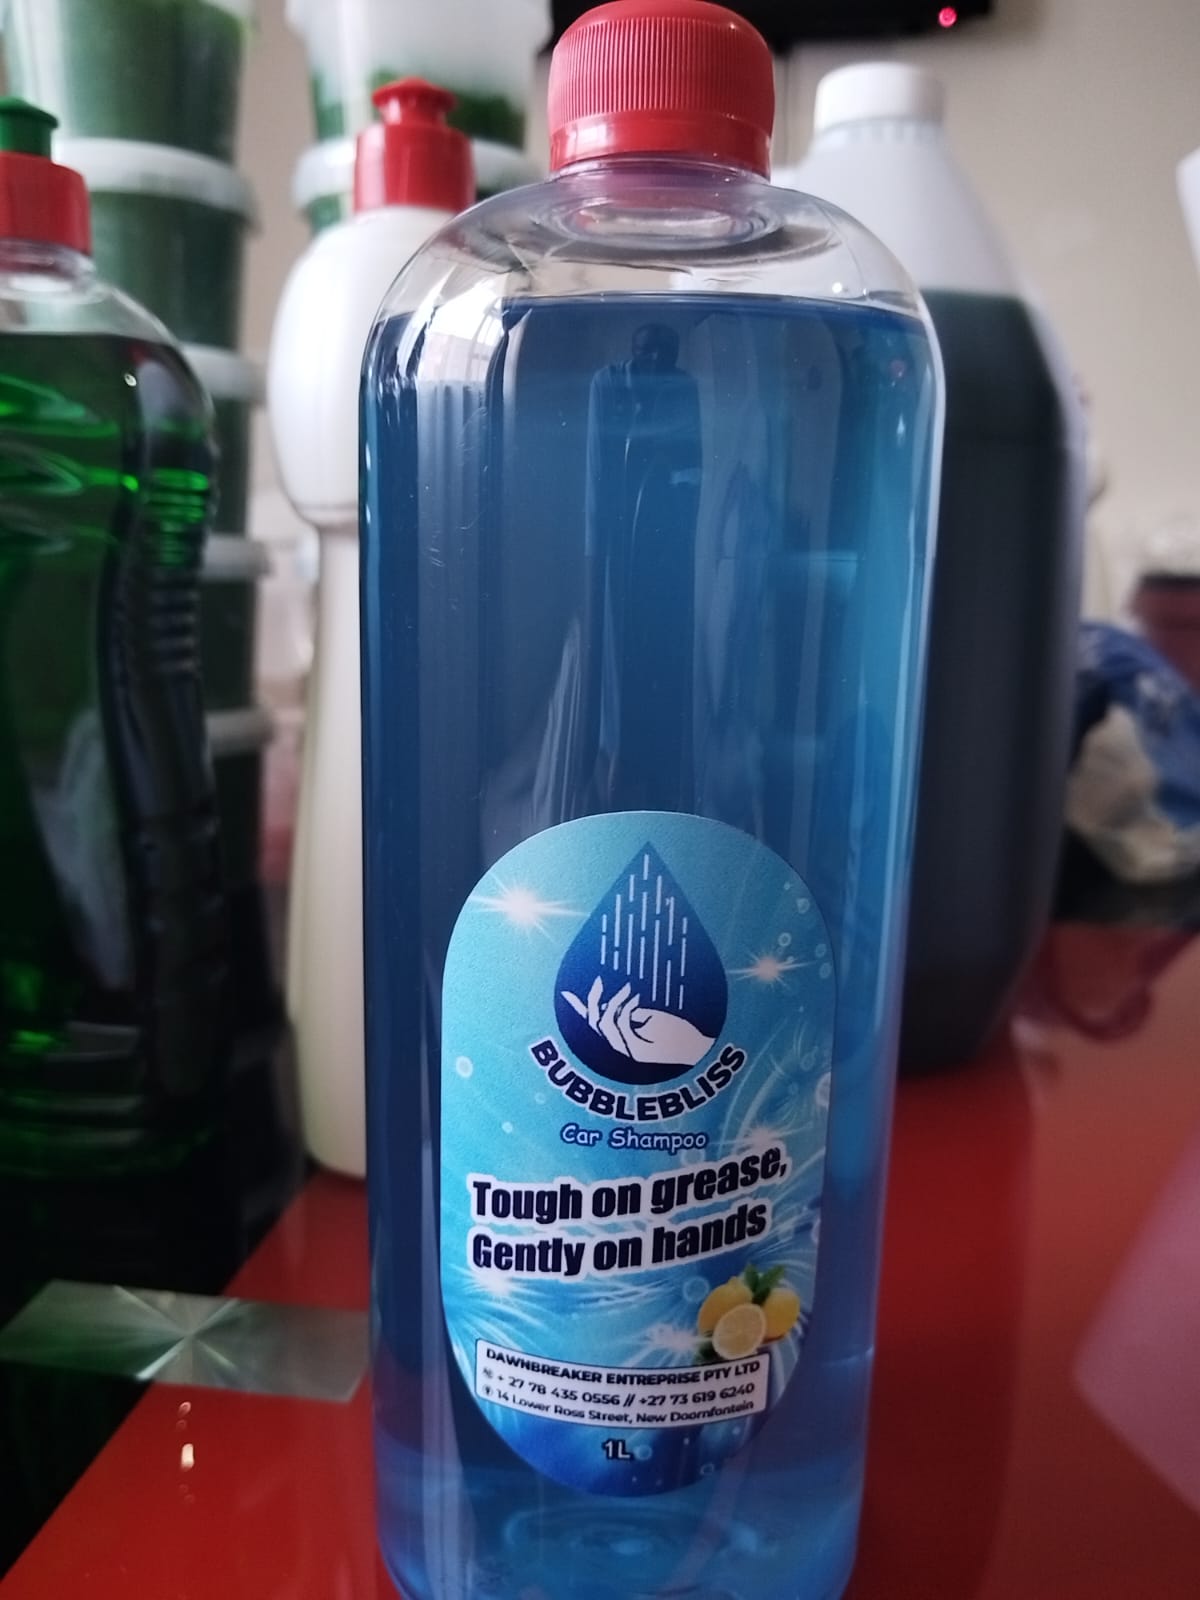 BUBBLEBLISS
Car Shampoo
Tough on grease,
Gently on hands
DAWNBREAKER ENTREPRISE PTY LTD
+ 27 78 435 0556 // +27 73 619 6240
14 Lower Ross Street, New Doornfontein
1L